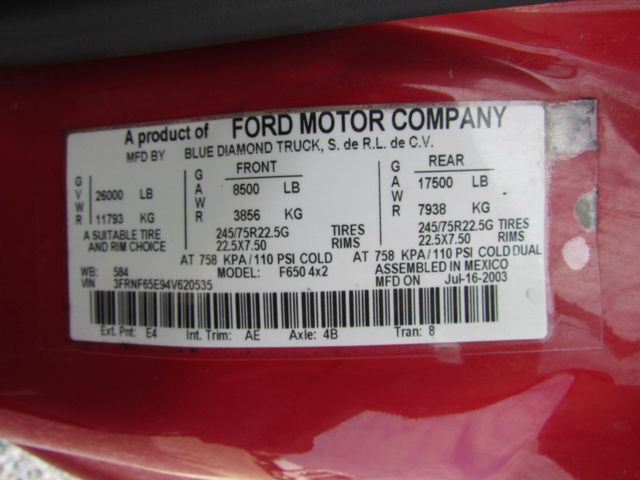 A product of FORD MOTOR COMPANY
MFD BY BLUE DIAMOND TRUCK, S. de R.L. de C.V.
GVWR 26000 LB
11793 KG
FRONT
GAWR 8500 LB
3856 KG
REAR
GAWR 17500 LB
7938 KG
A SUITABLE TIRE AND RIM CHOICE
245/75R22.5G TIRES
22.5X7.50 RIMS
245/75R22.5G TIRES
22.5X7.50 RIMS
AT 758 KPA/110 PSI COLD
AT 758 KPA/110 PSI COLD DUAL
WB: 584 MODEL: F650 4x2 ASSEMBLED IN MEXICO
VIN 3FRNF65E94V620535 MFD ON Jul-16-2003
Ext. Pnt: E4 Int. Trim: AE Axle: 4B Tran: 8